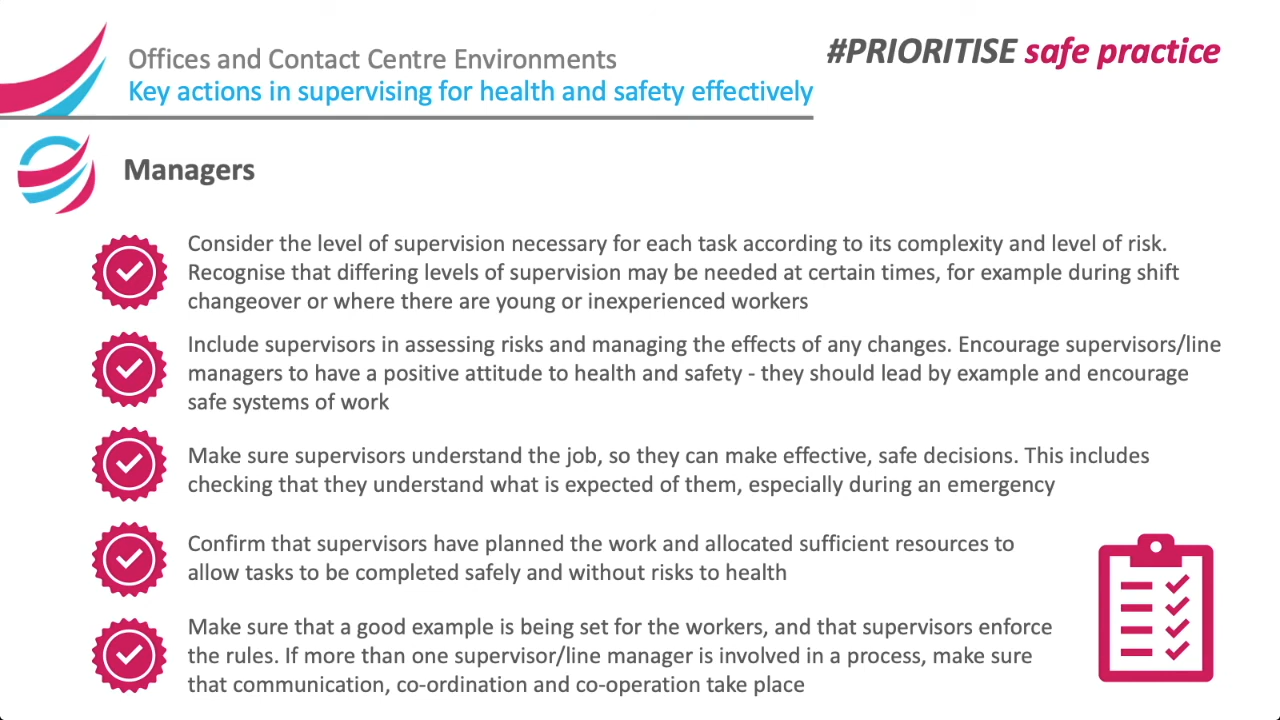 Offices and Contact Centre Environments
#PRIORITISE safe practice
Key actions in supervising for health and safety effectively
Managers
Consider the level of supervision necessary for each task according to its complexity and level of risk.
Recognise that differing levels of supervision may be needed at certain times, for example during shift
changeover or where there are young or inexperienced workers
Include supervisors in assessing risks and managing the effects of any changes. Encourage supervisors/line
managers to have a positive attitude to health and safety - they should lead by example and encourage
safe systems of work
Make sure supervisors understand the job, so they can make effective, safe decisions. This includes
checking that they understand what is expected of them, especially during an emergency
Confirm that supervisors have planned the work and allocated sufficient resources to
allow tasks to be completed safely and without risks to health
Make sure that a good example is being set for the workers, and that supervisors enforce
the rules. If more than one supervisor/line manager is involved in a process, make sure
that communication, co-ordination and co-operation take place